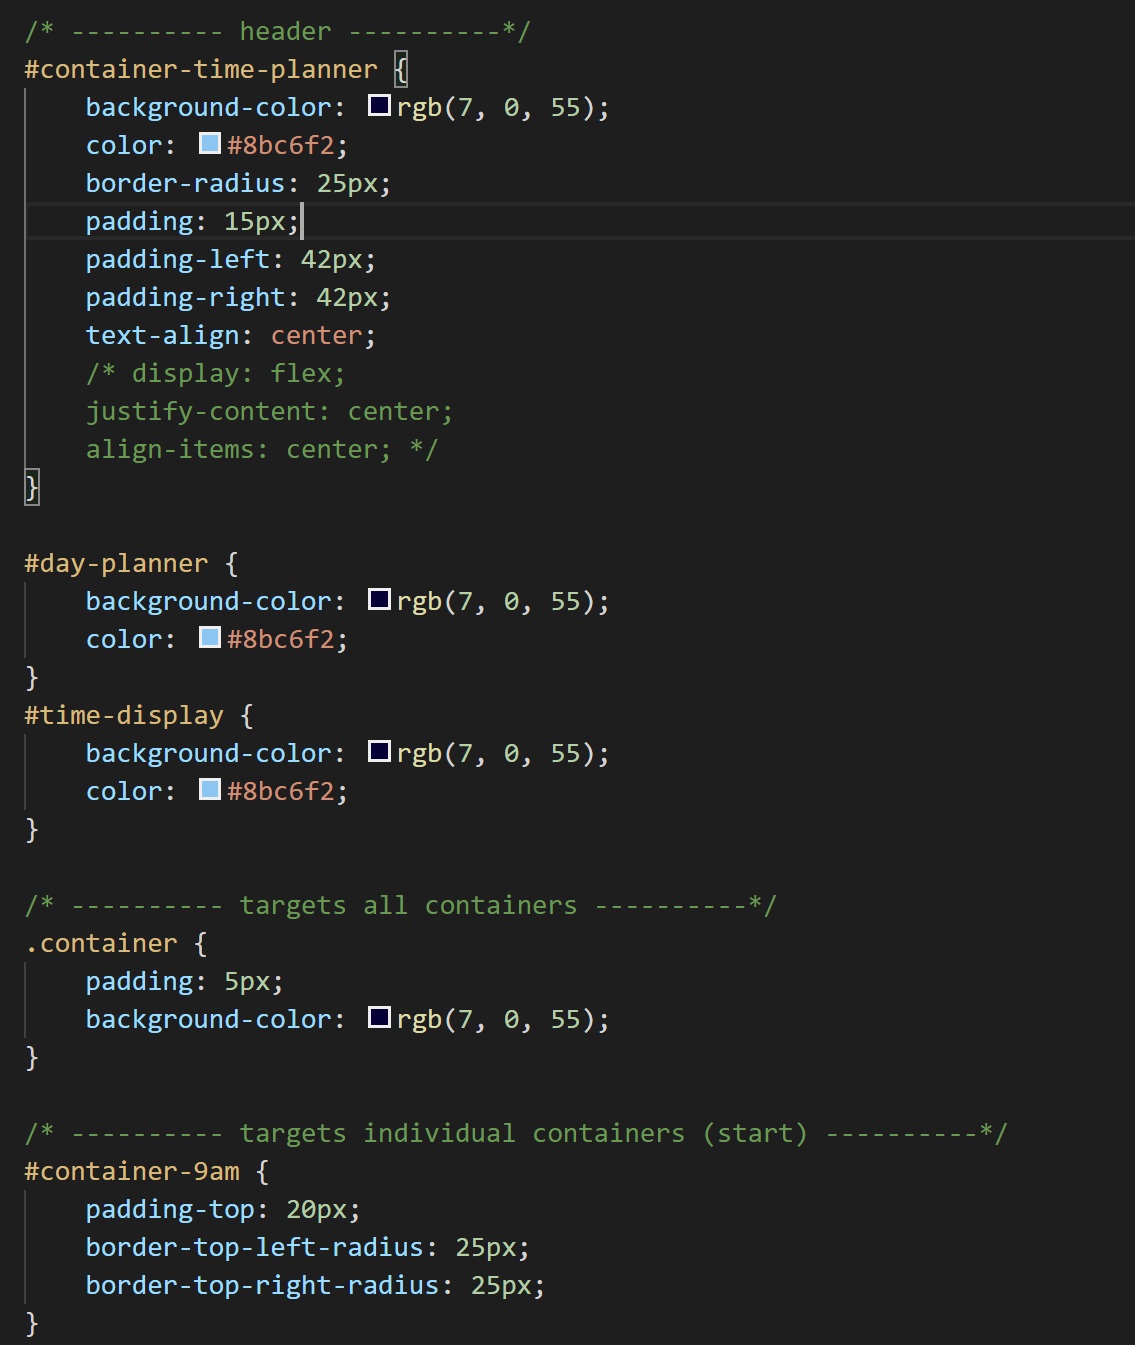 /* ---------- header ----------*/
#container-time-planner {
    background-color: rgb(7, 0, 55);
    color: #8bc6f2;
    border-radius: 25px;
    padding: 15px;
    padding-left: 42px;
    padding-right: 42px;
    text-align: center;
    /* display: flex;
    justify-content: center;
    align-items: center; */
}

#day-planner {
    background-color: rgb(7, 0, 55);
    color: #8bc6f2;
}
#time-display {
    background-color: rgb(7, 0, 55);
    color: #8bc6f2;
}

/* ---------- targets all containers ----------*/
.container {
    padding: 5px;
    background-color: rgb(7, 0, 55);
}

/* ---------- targets individual containers (start) ----------*/
#container-9am {
    padding-top: 20px;
    border-top-left-radius: 25px;
    border-top-right-radius: 25px;
}